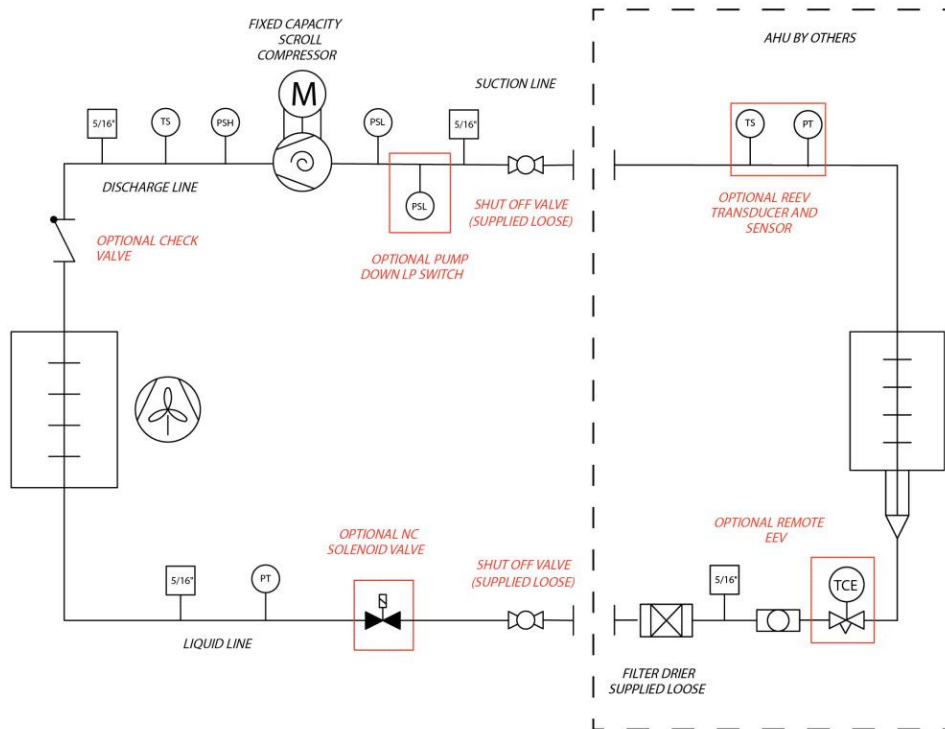 FIXED CAPACITY
SCROLL
COMPRESSOR
AHU BY OTHERS
SUCTION LINE
M
5/16"
TS
PSH
PSL
5/16"
TS
PT
DISCHARGE LINE
PSL
SHUT OFF VALVE
(SUPPLIED LOOSE)
OPTIONAL REEV
TRANSDUCER AND
SENSOR
OPTIONAL CHECK
VALVE
OPTIONAL PUMP
DOWN LP SWITCH
OPTIONAL NC
SOLENOID VALVE
SHUT OFF VALVE
(SUPPLIED LOOSE)
OPTIONAL REMOTE
EEV
5/16"
PT
5/16"
TCE
LIQUID LINE
FILTER DRIER
SUPPLIED LOOSE